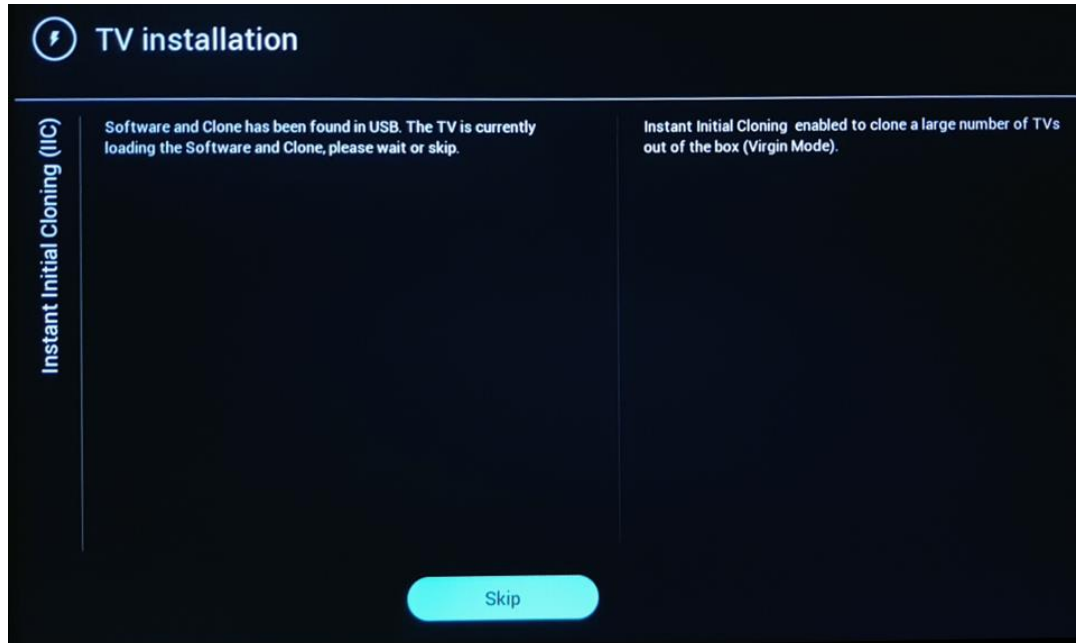 TV installation
Instant Initial Cloning (IIC)
Software and Clone has been found in USB. The TV is currently
loading the Software and Clone, please wait or skip.
Instant Initial Cloning enabled to clone a large number of TVs
out of the box (Virgin Mode).
Skip